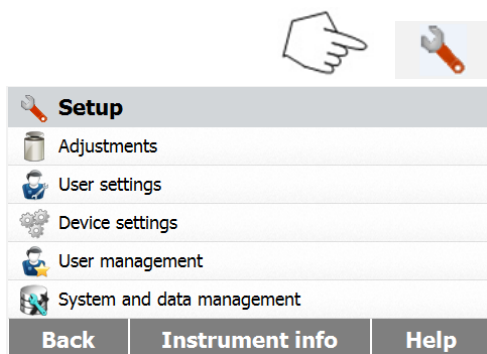 Setup
Adjustments
User settings
Device settings
User management
System and data management
Back Instrument info Help